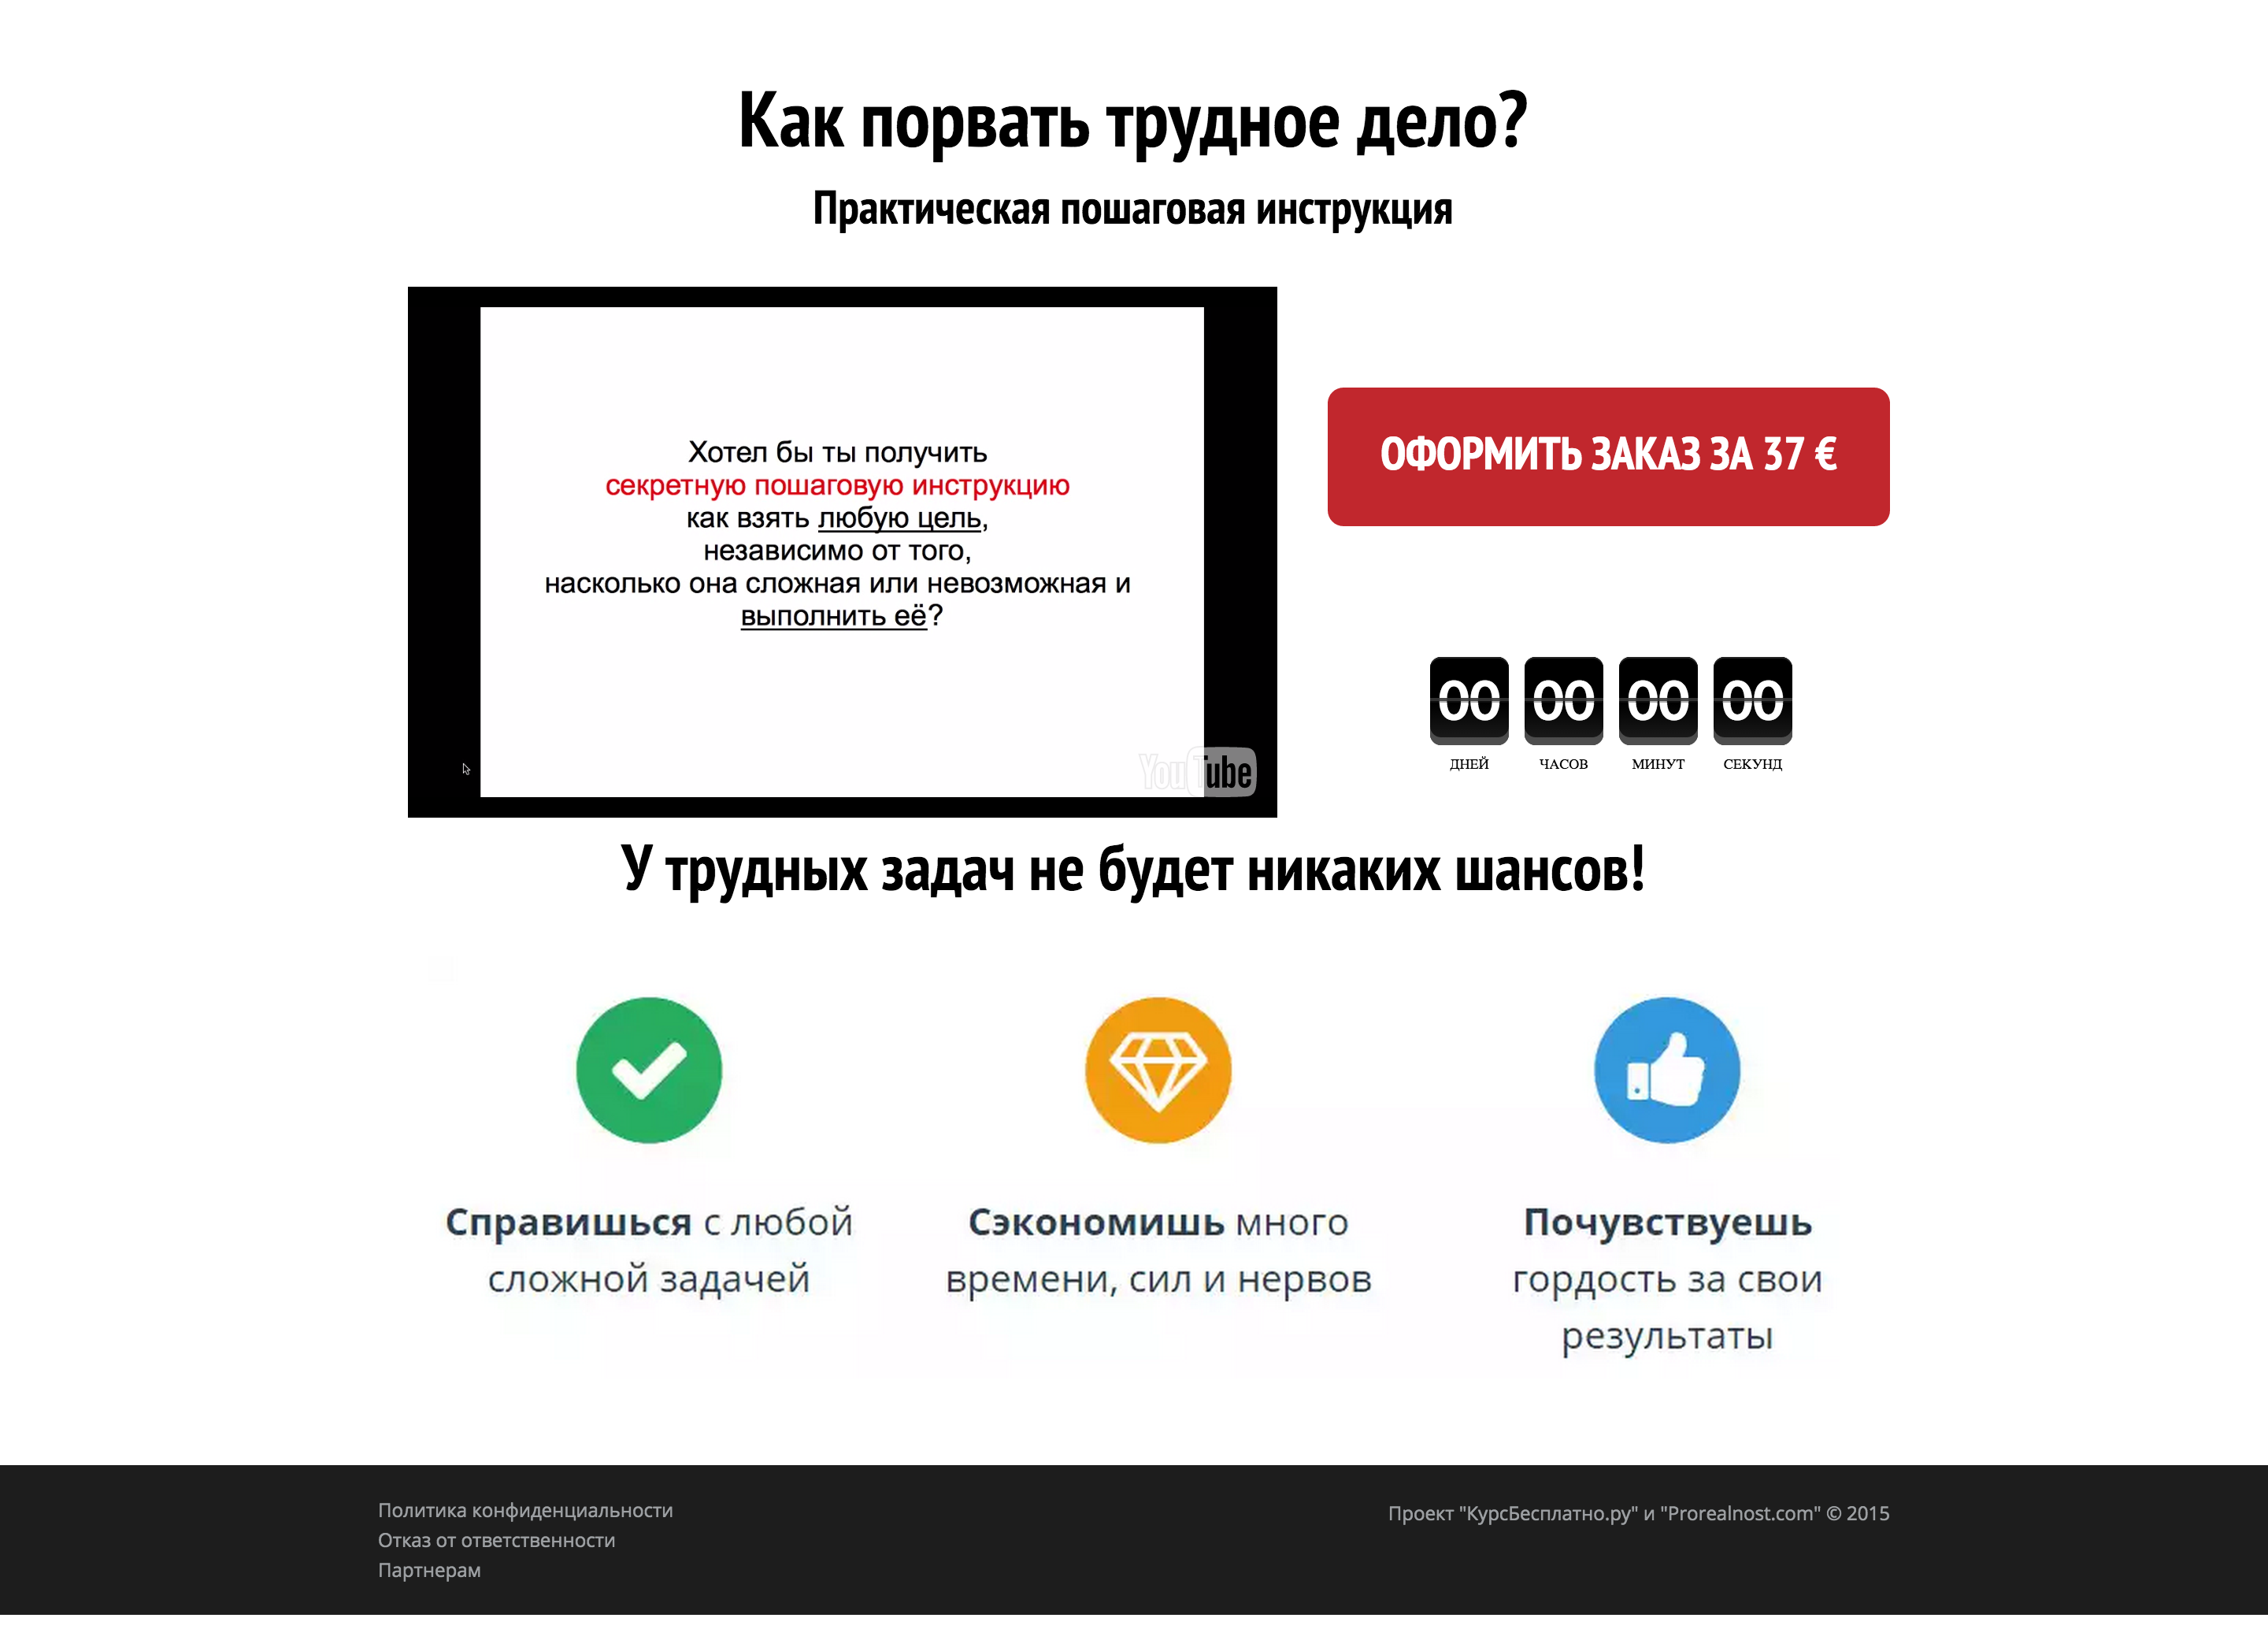 Как порвать трудное дело?
Практическая пошаговая инструкция
Хотел бы ты получить
секретную пошаговую инструкцию
как взять любую цель,
независимо от того,
насколько она сложная или невозможная и
выполнить её?
YouTube
ОФОРМИТЬ ЗАКАЗ ЗА 37 €
00 00 00 00
ДНЕЙ ЧАСОВ МИНУТ СЕКУНД
У трудных задач не будет никаких шансов!
Справишься с любой
сложной задачей
Сэкономишь много
времени, сил и нервов
Почувствуешь
гордость за свои
результаты
Политика конфиденциальности
Отказ от ответственности
Партнерам
Проект "КурсБесплатно.ру" и "Prorealnost.com" © 2015